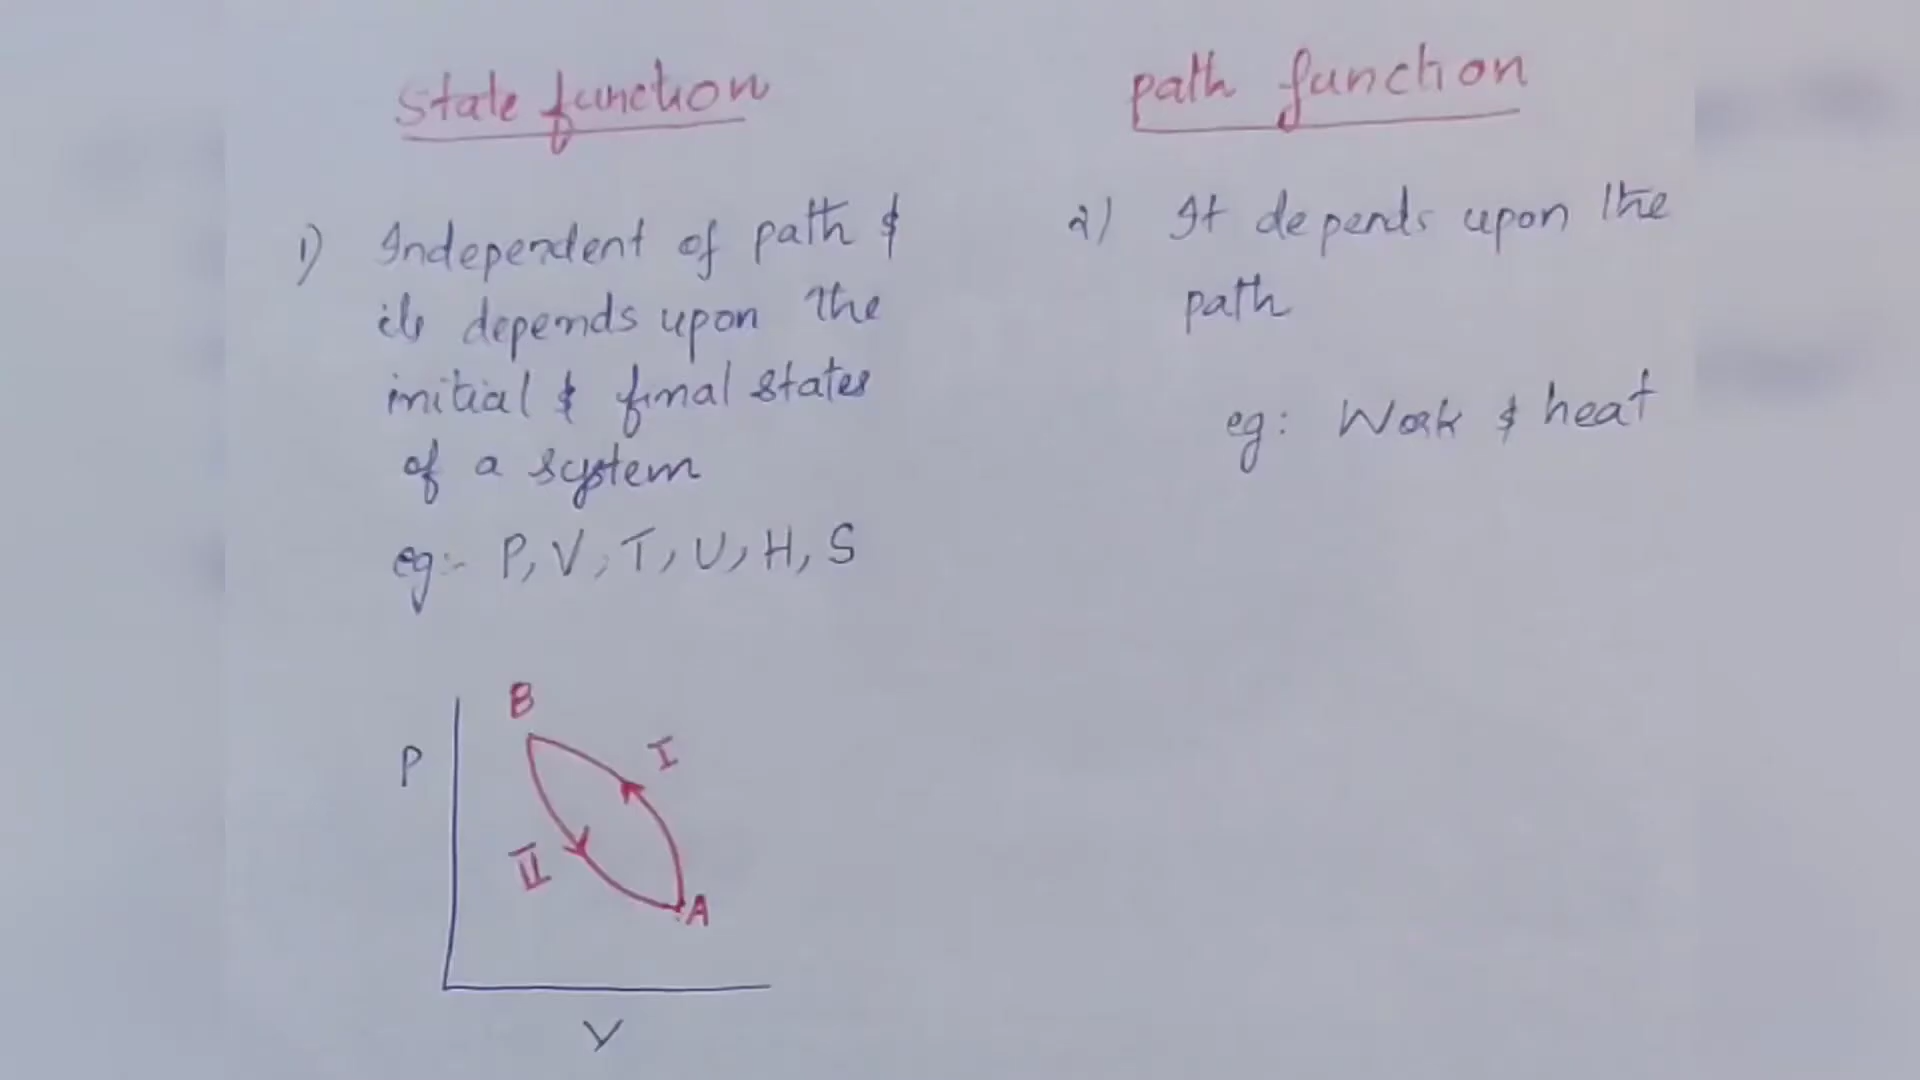 State function
1) Independent of path &
its depends upon the
initial & final states
of a system
eg:- P, V, T, U, H, S
B
P
I
II
A
V
path function
2) It depends upon the
path
eg: Work & heat